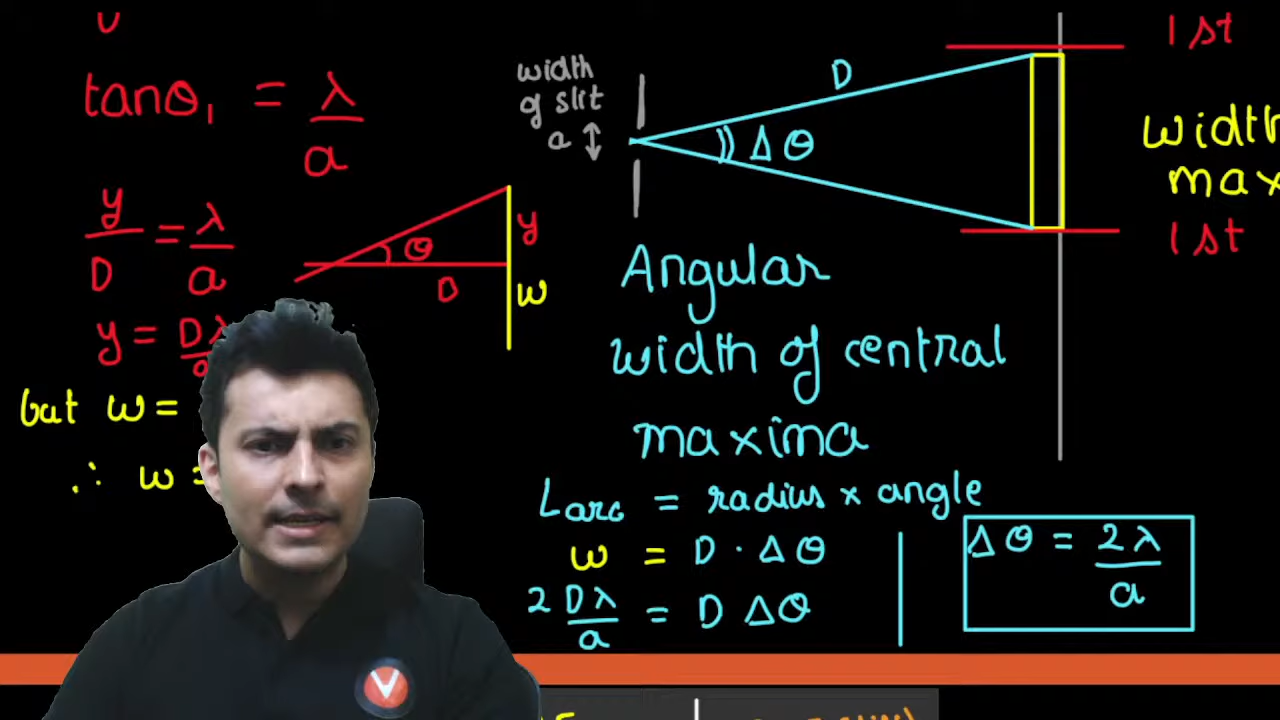 tanθ₁ = λ/a
y/D = λ/a
y = Dλ
but w =
∴ w =
width
of slit
a
D
Δθ
θ
y
D
w
1st
width
max
1st
Angular
width of central
maxima
Larc = radius × angle
w = D · Δθ
2Dλ/a = D Δθ
Δθ = 2λ/a